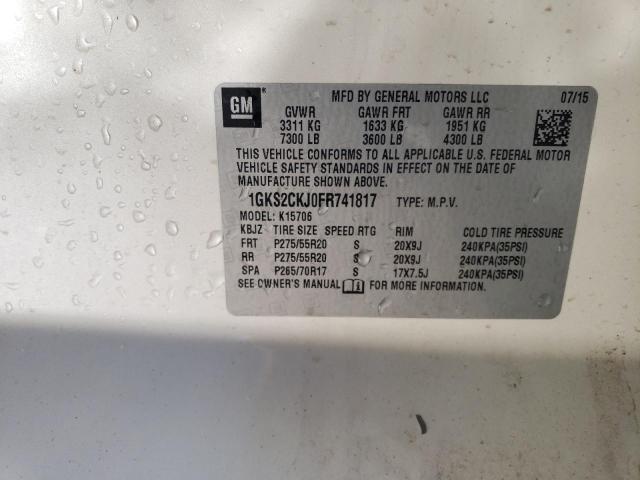 GM
MFD BY GENERAL MOTORS LLC 07/15
GVWR GAWR FRT GAWR RR
3311 KG 1633 KG 1951 KG
7300 LB 3600 LB 4300 LB
THIS VEHICLE CONFORMS TO ALL APPLICABLE U.S. FEDERAL MOTOR
VEHICLE SAFETY STANDARDS IN EFFECT ON THE DATE OF
MANUFACTURE SHOWN ABOVE.
1GKS2CKJ0FR741817 TYPE: M.P.V.
MODEL: K15706
KBJZ TIRE SIZE SPEED RTG RIM COLD TIRE PRESSURE
FRT P275/55R20 S 20X9J 240KPA(35PSI)
RR P275/55R20 S 20X9J 240KPA(35PSI)
SPA P265/70R17 S 17X7.5J 240KPA(35PSI)
SEE OWNER'S MANUAL FOR MORE INFORMATION.